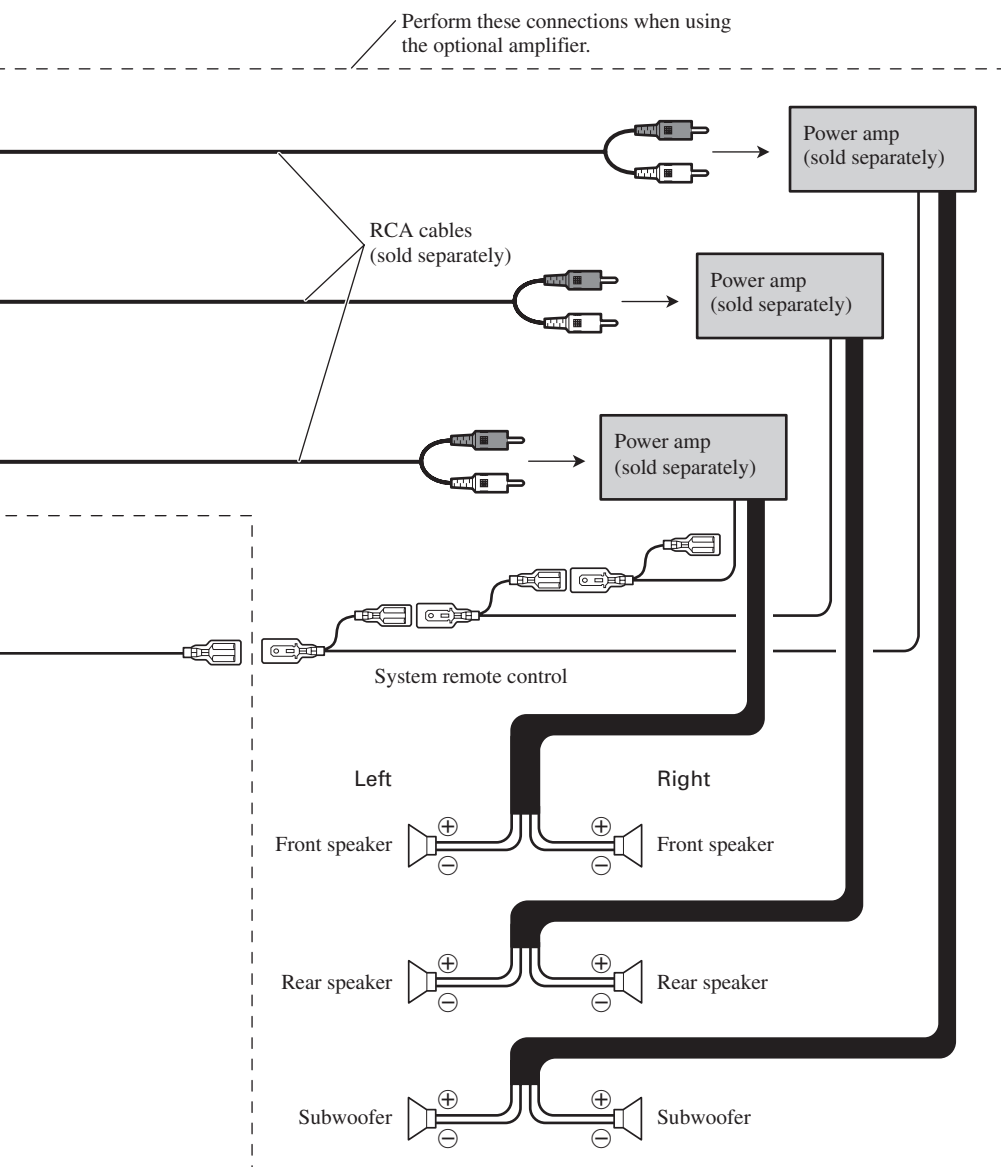 Perform these connections when using
the optional amplifier.
Power amp
(sold separately)
RCA cables
(sold separately)
Power amp
(sold separately)
Power amp
(sold separately)
System remote control
Left
Right
Front speaker
+
−
+
−
Front speaker
Rear speaker
+
−
+
−
Rear speaker
Subwoofer
+
−
+
−
Subwoofer